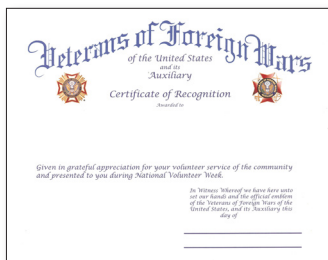 Veterans of Foreign Wars
of the United States
and its
Auxiliary
Certificate of Recognition
Awarded to
Given in grateful appreciation for your volunteer service of the community
and presented to you during National Volunteer Week.
In Witness Whereof we have here unto
set our hands and the official emblem
of the Veterans of Foreign Wars of the
United States, and its Auxiliary this
day of